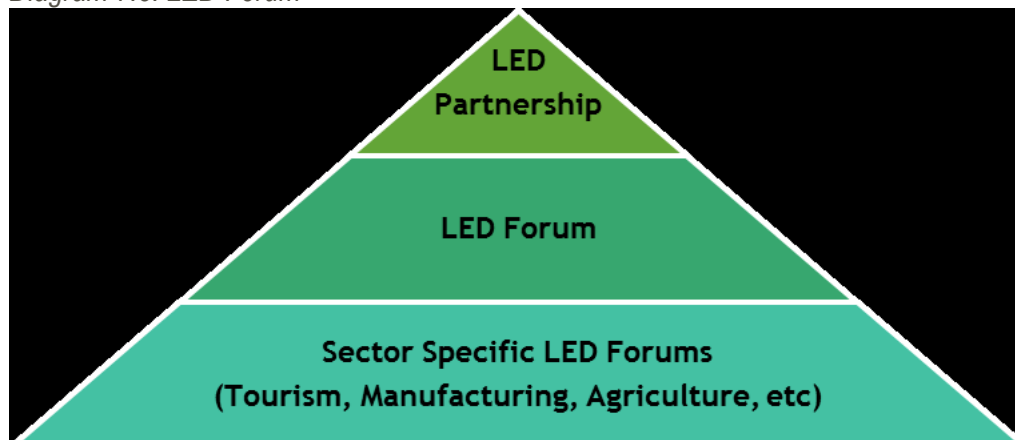 LED
Partnership
LED Forum
Sector Specific LED Forums
(Tourism, Manufacturing, Agriculture, etc)